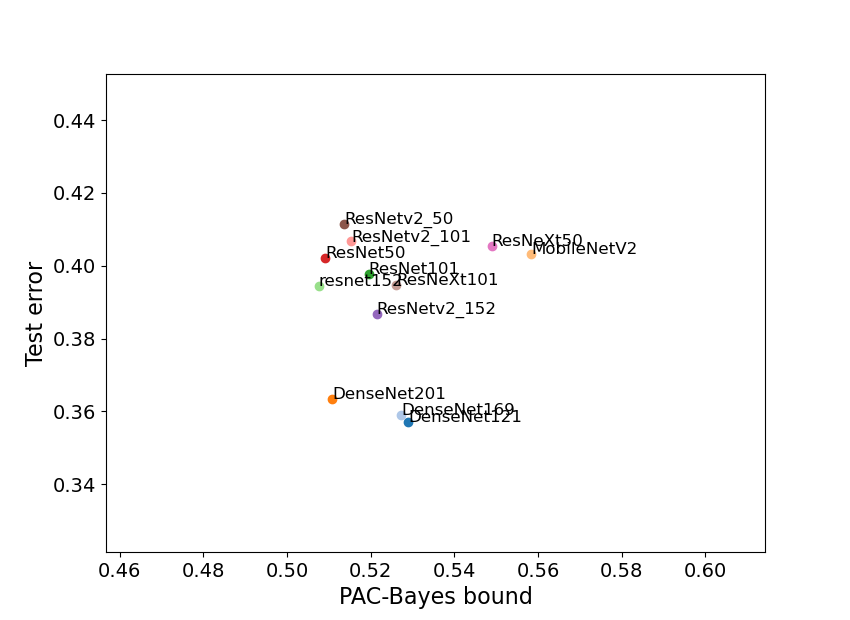 0.44
0.42
0.40
0.38
0.36
0.34
Test error
ResNetv2_50
ResNetv2_101
ResNeXt50
MobileNetV2
ResNet50
ResNet101
resnet152
ResNeXt101
ResNetv2_152
DenseNet201
DenseNet169
DenseNet121
0.46 0.48 0.50 0.52 0.54 0.56 0.58 0.60
PAC-Bayes bound